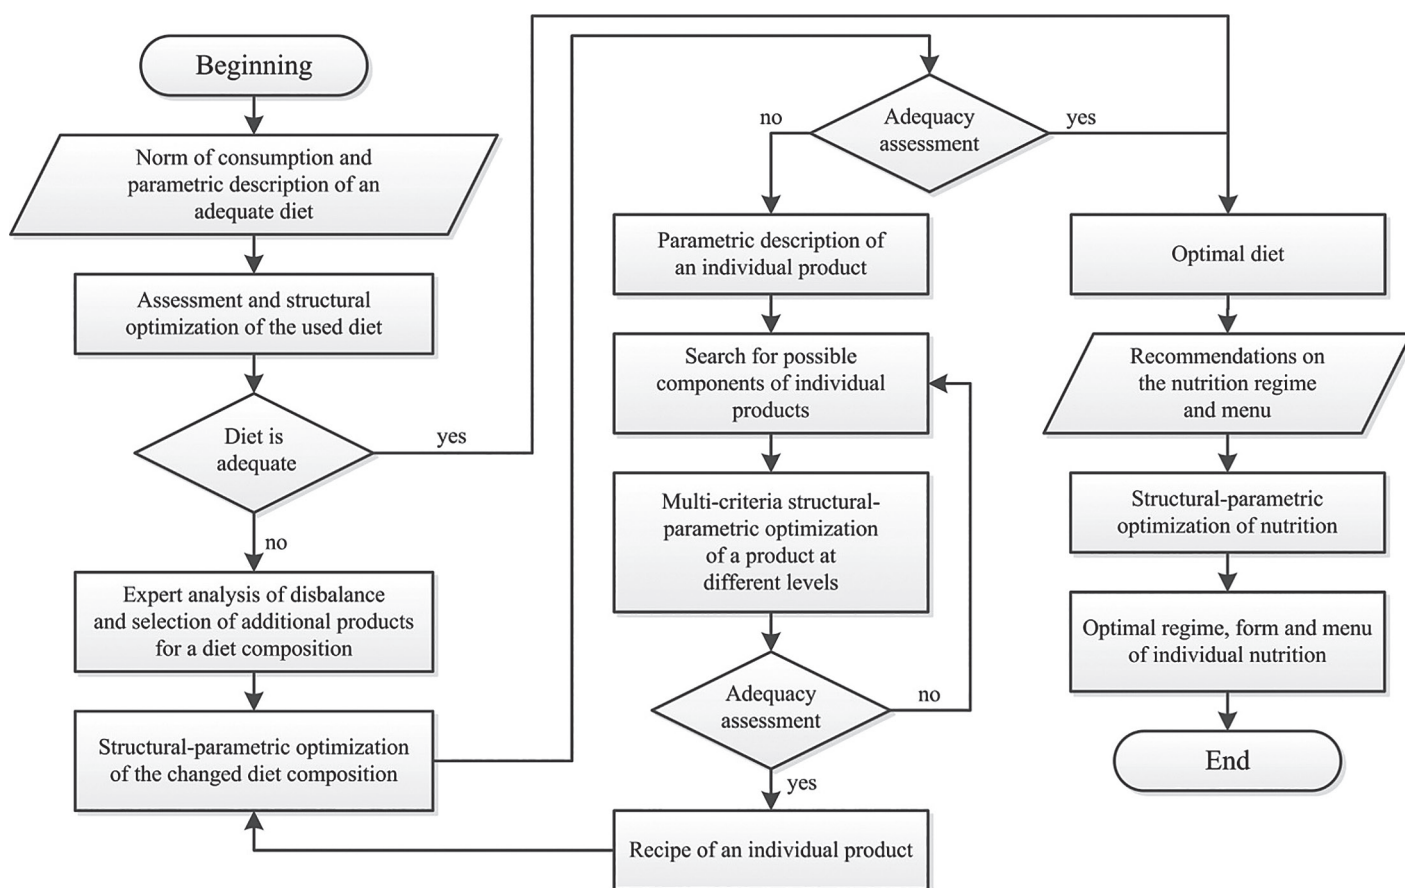 Beginning
Norm of consumption and
parametric description of an
adequate diet
Assessment and structural
optimization of the used diet
Diet is
adequate
yes
no
Expert analysis of disbalance
and selection of additional products
for a diet composition
Structural-parametric optimization
of the changed diet composition
Adequacy
assessment
no
yes
Parametric description of
an individual product
Search for possible
components of individual
products
Multi-criteria structural-
parametric optimization
of a product at
different levels
Adequacy
assessment
no
yes
Recipe of an individual product
Optimal diet
Recommendations on
the nutrition regime
and menu
Structural-parametric
optimization of nutrition
Optimal regime, form and menu
of individual nutrition
End